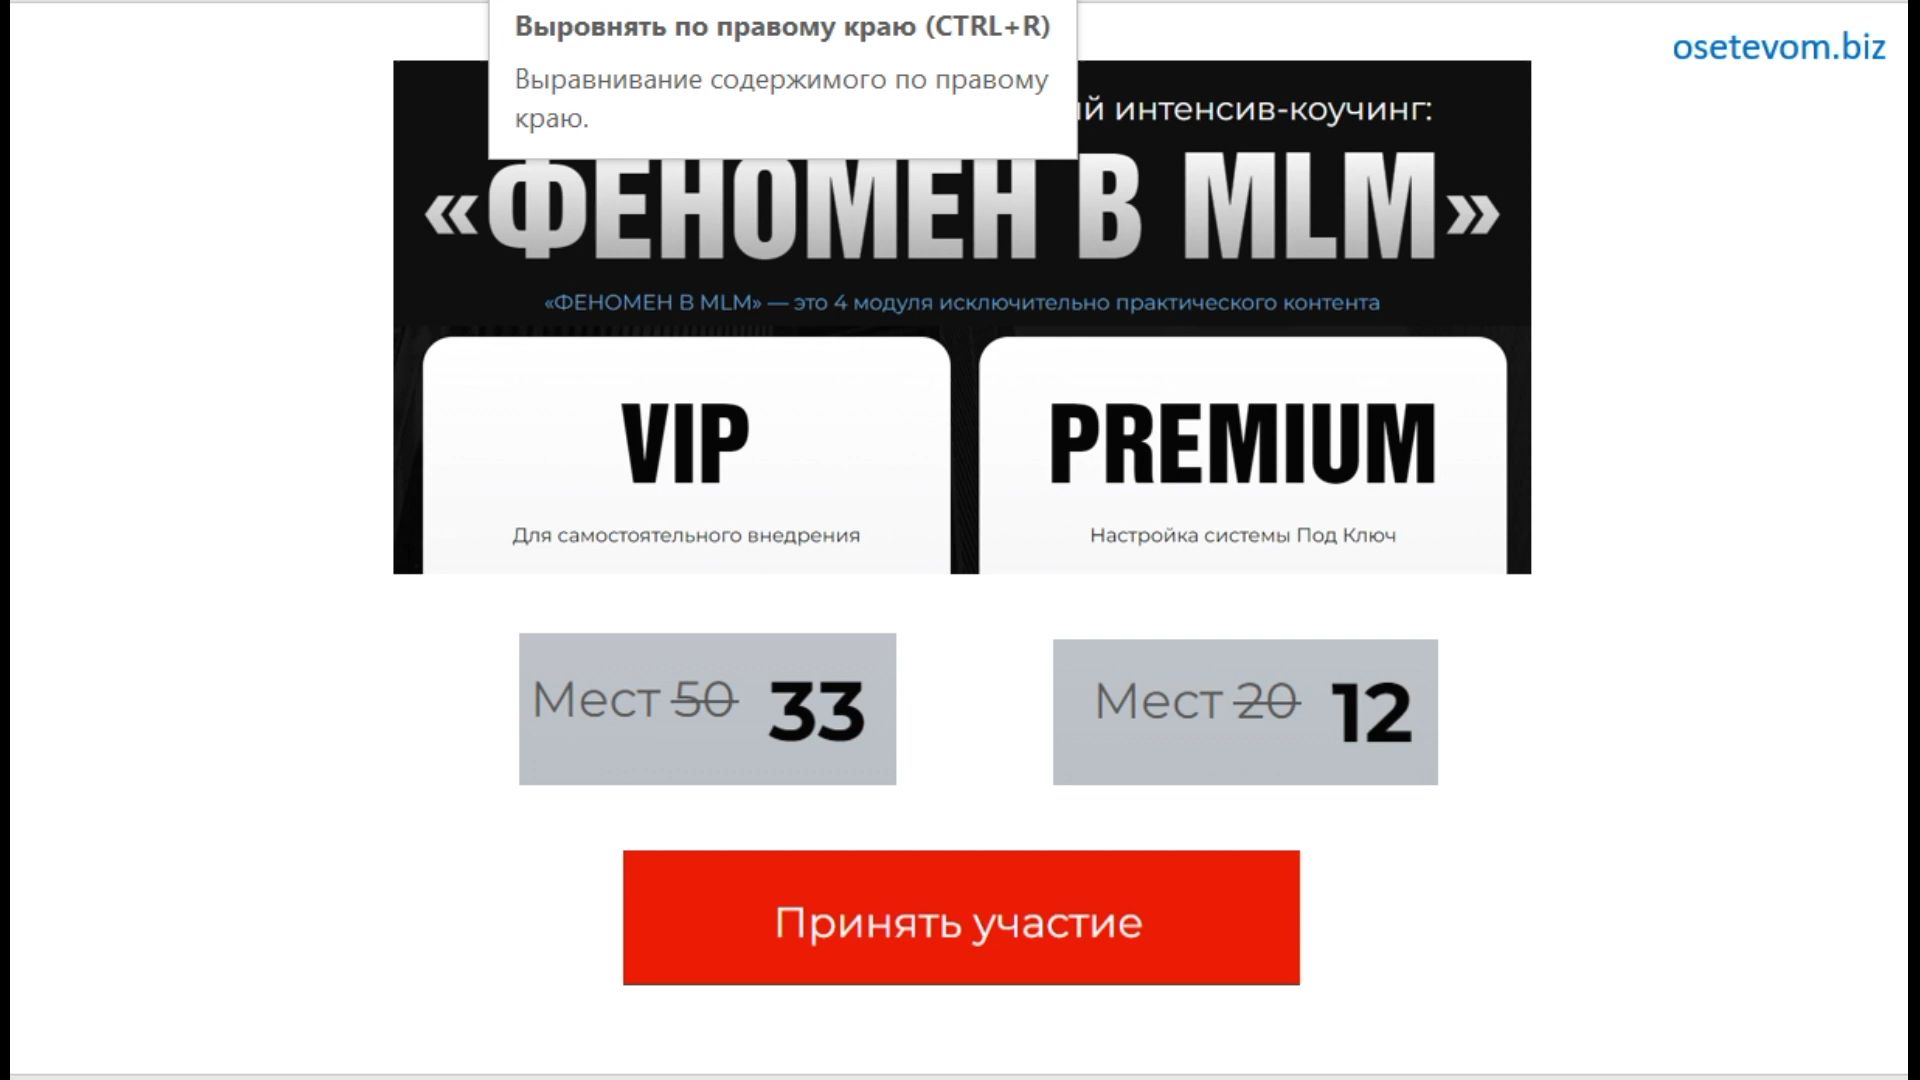 Выровнять по правому краю (CTRL+R)
Выравнивание содержимого по правому
краю.
osetevom.biz
интенсив-коучинг:
«ФЕНОМЕН В MLM»
«ФЕНОМЕН В MLM» — это 4 модуля исключительно практического контента
VIP
PREMIUM
Для самостоятельного внедрения
Настройка системы Под Ключ
Мест 50 33
Мест 20 12
Принять участие